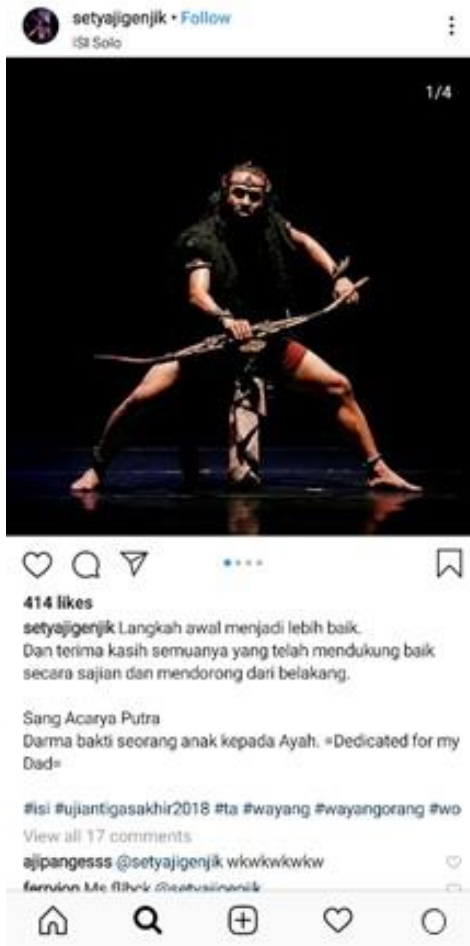 setyajigenjik • Follow
ISI Solo
1/4
414 likes
setyajigenjik Langkah awal menjadi lebih baik.
Dan terima kasih semuanya yang telah mendukung baik
secara sajian dan mendorong dari belakang.
Sang Acarya Putra
Darma bakti seorang anak kepada Ayah. =Dedicated for my
Dad=
#isi #ujiantigasakhir2018 #ta #wayang #wayangorang #wo
View all 17 comments
ajipangesss @setyajigenjik wkwkwkwkw
Ms @setyajigenjik